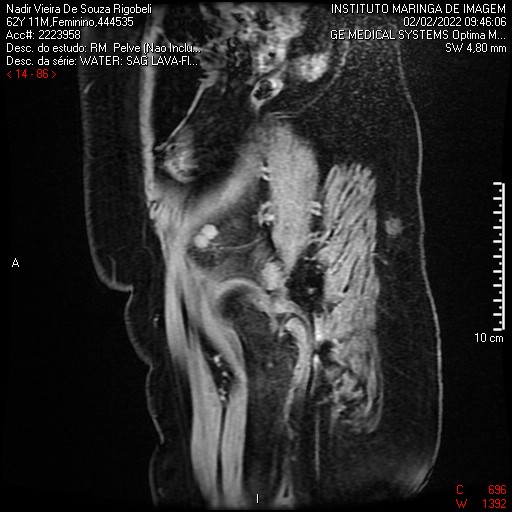 Nadir Vieira De Souza Rigobeli
62Y 11M,Feminino,444535
Acc#: 2223958
Desc. do estudo: RM Pelve (Nao Inclu...
Desc. da série: WATER: SAG LAVA-Fl...
< 14 - 86 >
INSTITUTO MARINGA DE IMAGEM
02/02/2022 09:46:06
GE MEDICAL SYSTEMS Optima M...
SW 4,80 mm
A
10 cm
I
C 696
W 1392